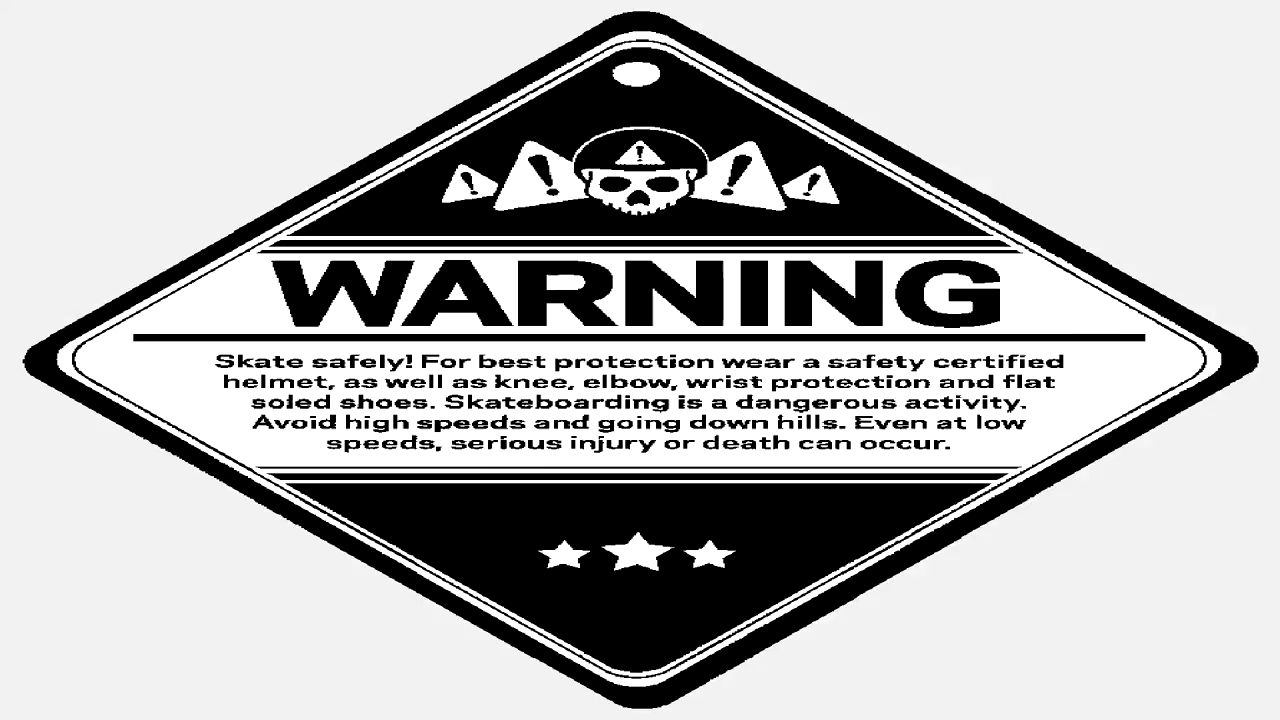 WARNING
Skate safely! For best protection wear a safety certified
helmet, as well as knee, elbow, wrist protection and flat
soled shoes. Skateboarding is a dangerous activity.
Avoid high speeds and going down hills. Even at low
speeds, serious injury or death can occur.